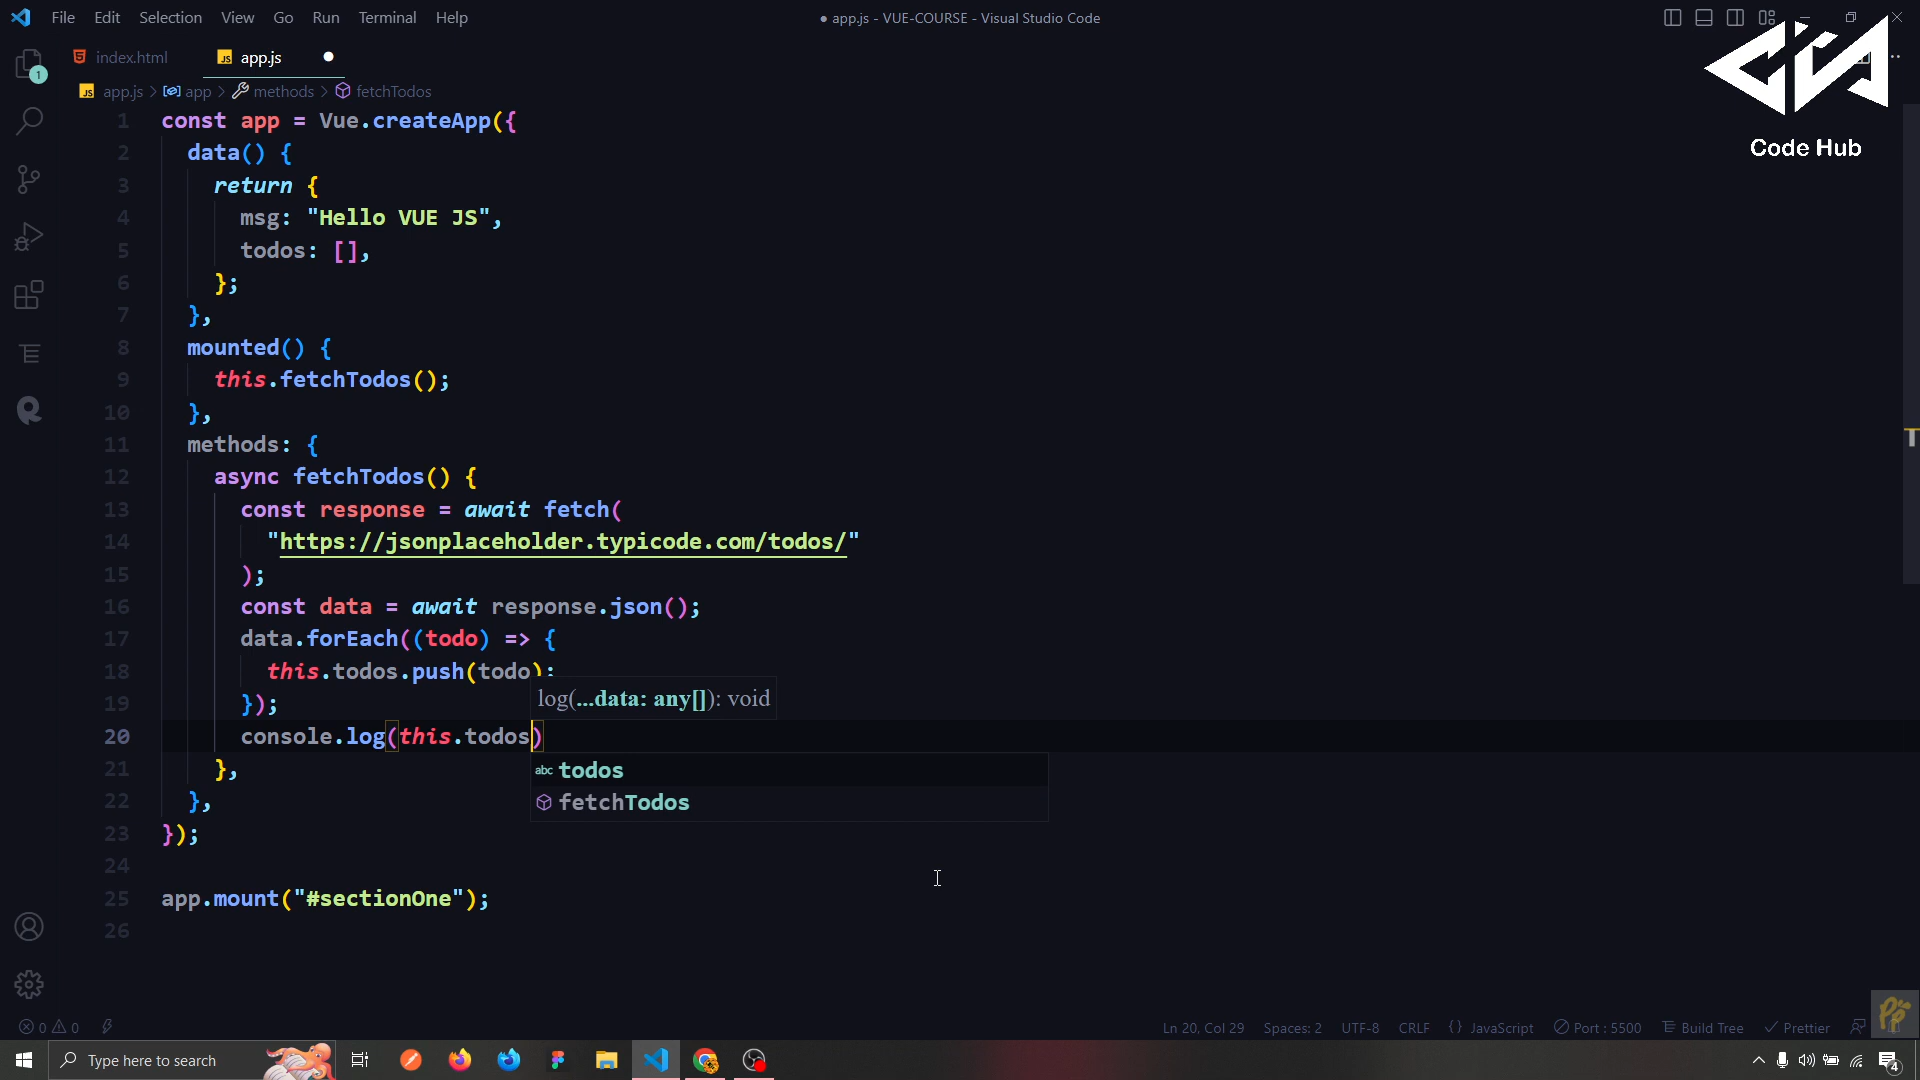 File Edit Selection View Go Run Terminal Help
● app.js - VUE-COURSE - Visual Studio Code
index.html
JS app.js ●
1
JS app.js > app > methods > fetchTodos
Code Hub
1 const app = Vue.createApp({
2 data() {
3 return {
4 msg: "Hello VUE JS",
5 todos: [],
6 };
7 },
8 mounted() {
9 this.fetchTodos();
10 },
11 methods: {
12 async fetchTodos() {
13 const response = await fetch(
14 "https://jsonplaceholder.typicode.com/todos/"
15 );
16 const data = await response.json();
17 data.forEach((todo) => {
18 this.todos.push(todo);
log(...data: any[]): void
19 });
20 console.log(this.todos)
21 },
abc todos
22 },
fetchTodos
23 });
24
25 app.mount("#sectionOne");
26
0 0
Ln 20, Col 29 Spaces: 2 UTF-8 CRLF {} JavaScript Port : 5500 Build Tree Prettier
Type here to search
4